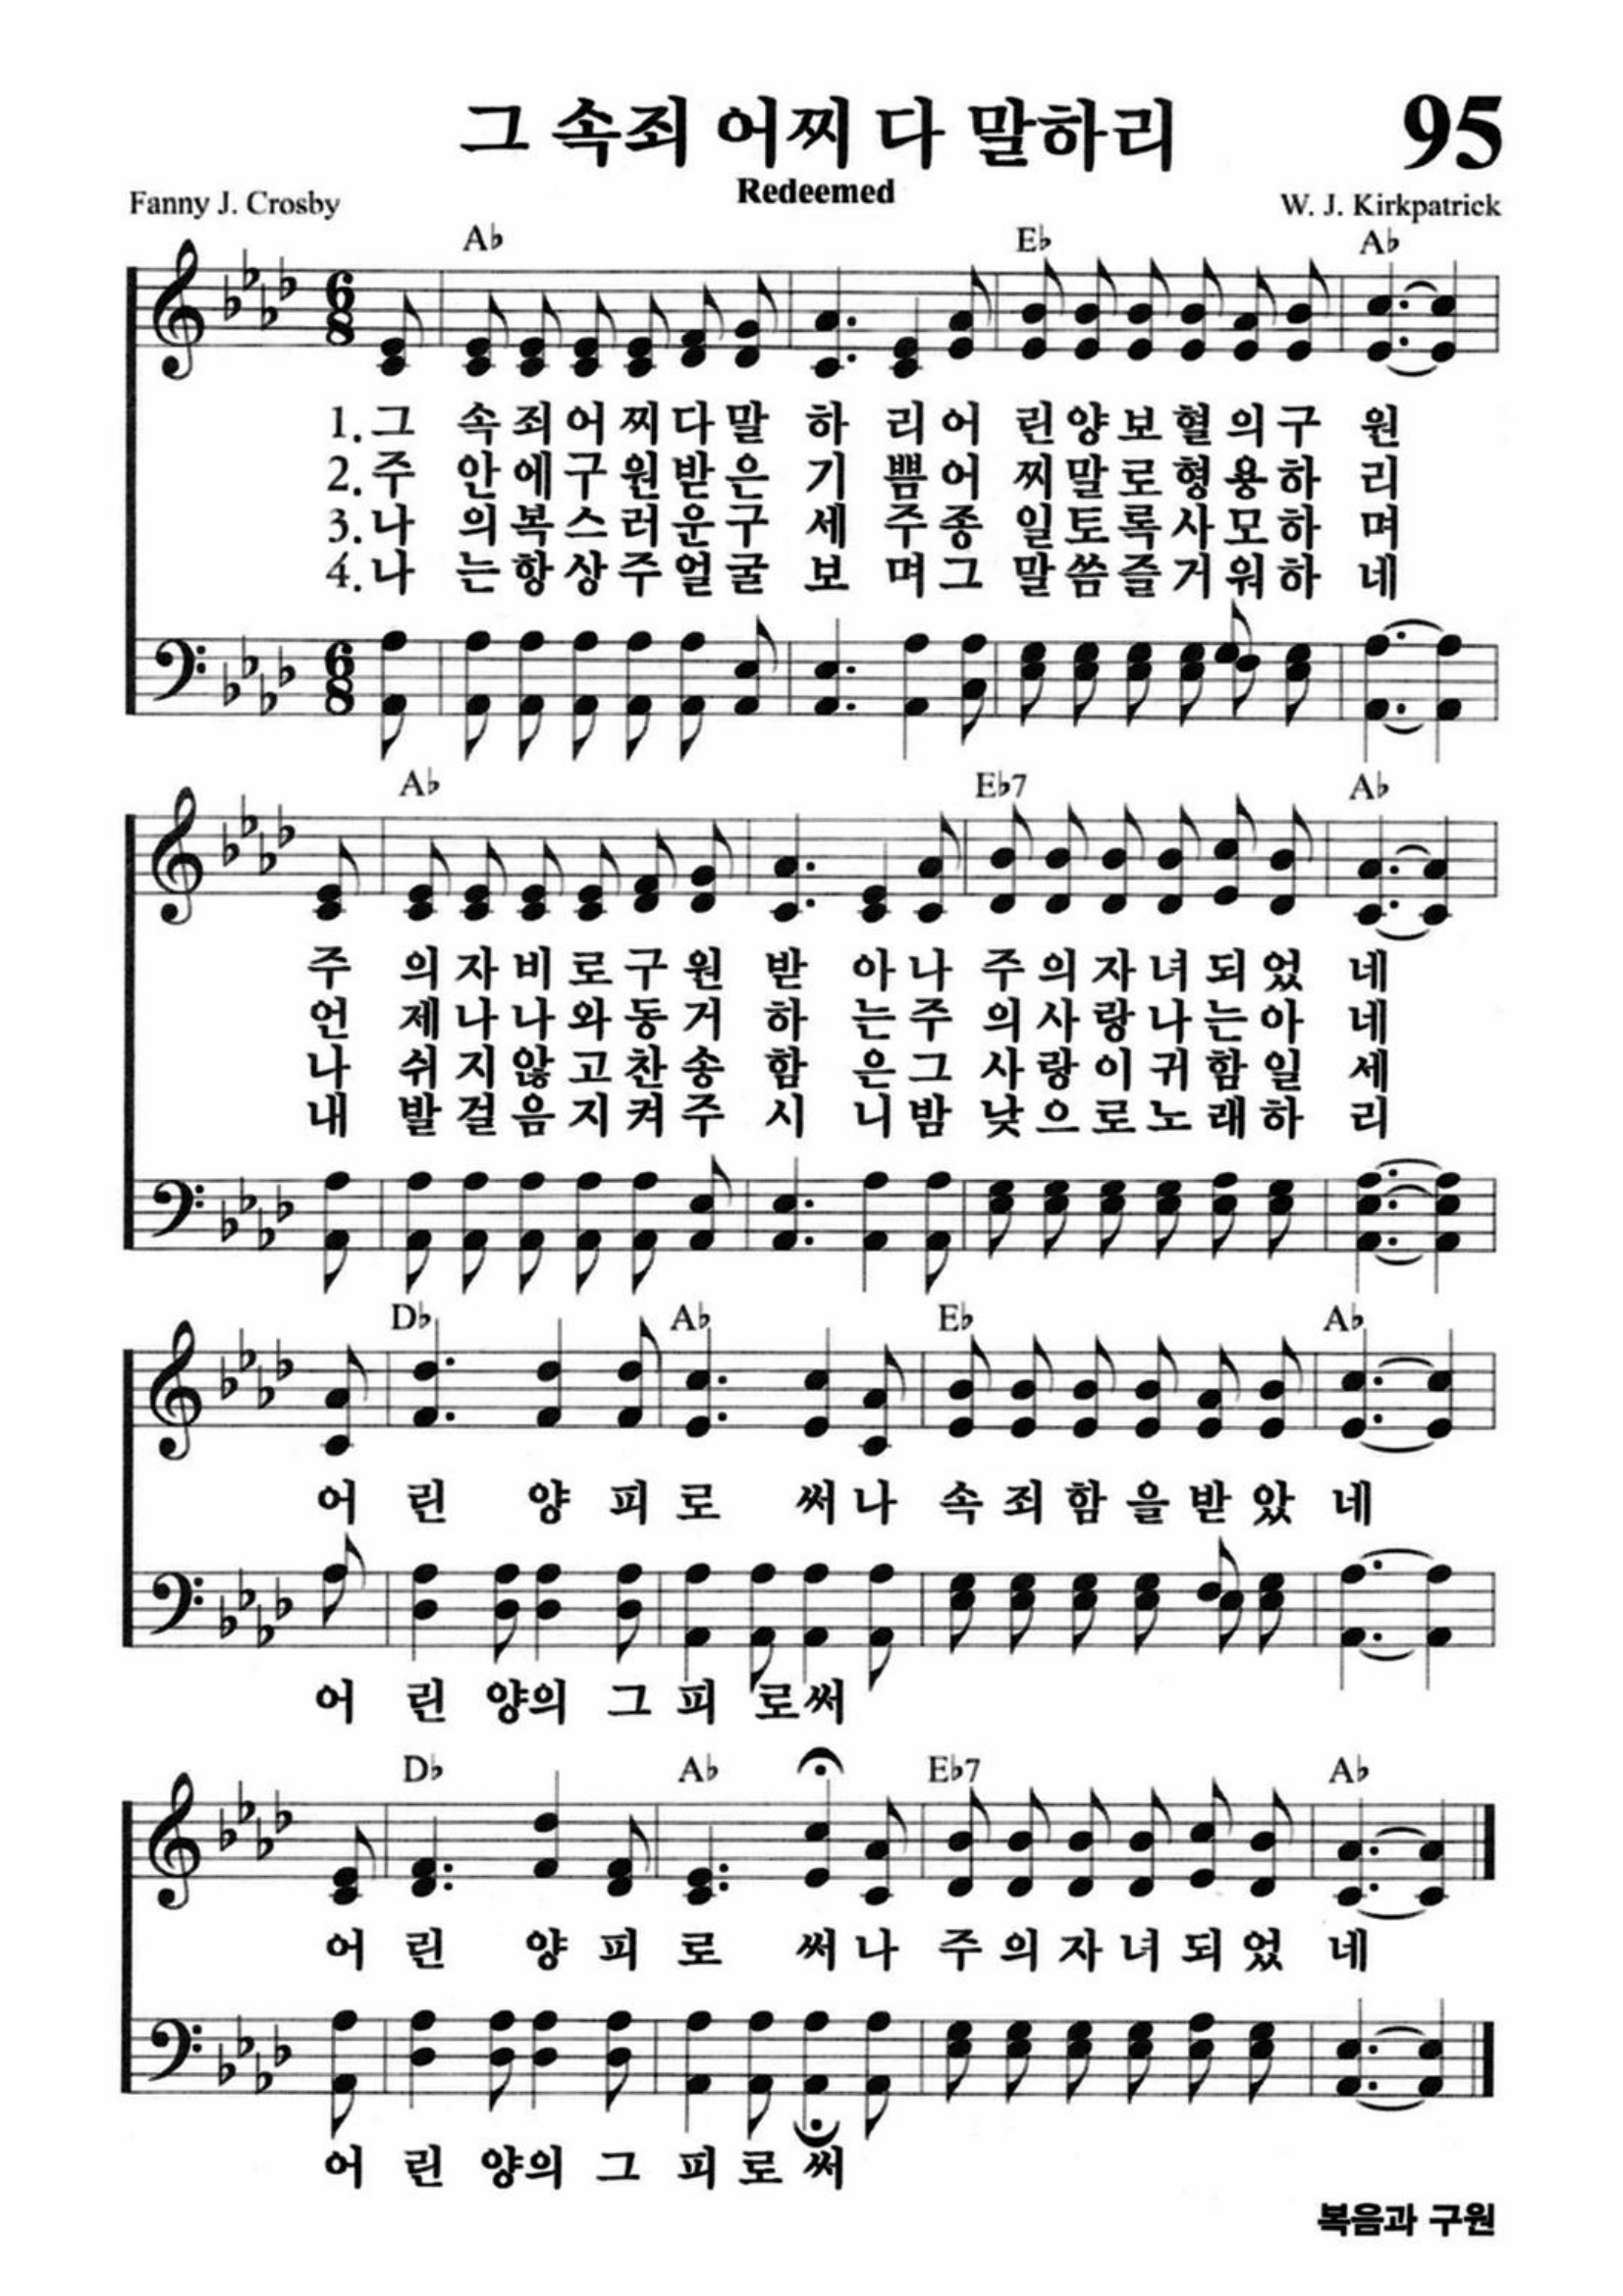 그 속죄 어찌 다 말하리 95
Redeemed
Fanny J. Crosby W. J. Kirkpatrick
A♭ E♭ A♭
6 8
1.그 속죄어찌다말 하 리어 린양보혈의구 원
2.주 안에구원받은 기 쁨어 찌말로형용하 리
3.나 의복스러운구 세 주종 일토록사모하 며
4.나 는항상주얼굴 보 며그 말씀즐거워하 네
6 8
A♭ E♭7 A♭
주 의자비로구원 받 아나 주의자녀되었 네
언 제나나와동거 하 는주 의사랑나는아 네
나 쉬지않고찬송 함 은그 사랑이귀함일 세
내 발걸음지켜주 시 니밤 낮으로노래하 리
D♭ A♭ E♭ A♭
어 린 양 피 로 써나 속죄함을받았 네
어 린 양의 그 피 로써
D♭ A♭ E♭7 A♭
어 린 양 피 로 써나 주의자녀되었 네
어 린 양의 그 피 로 써
복음과 구원